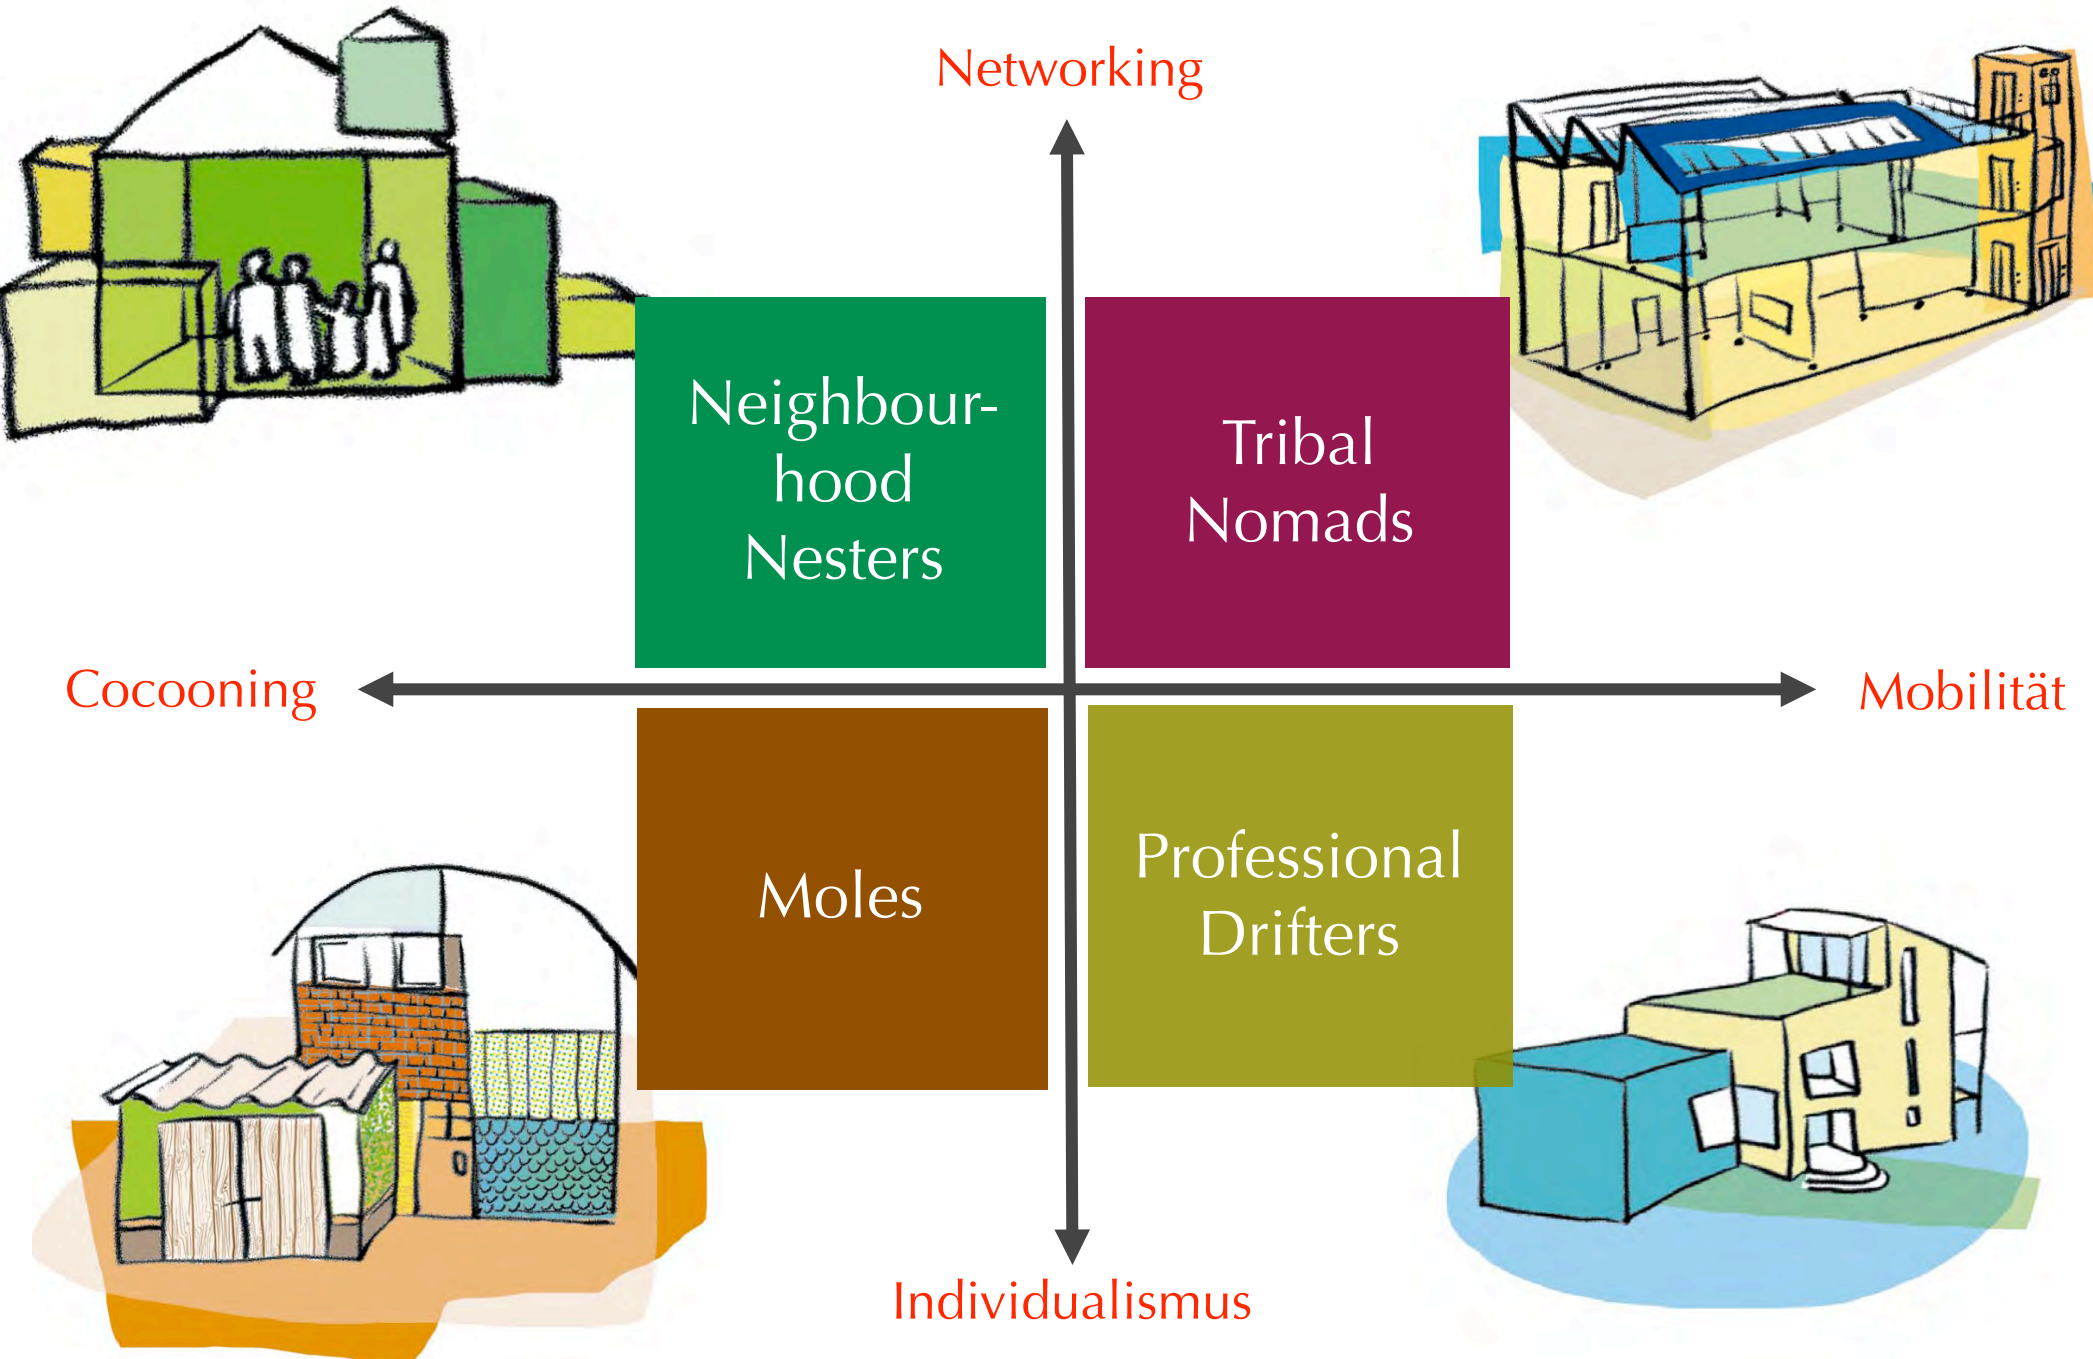 Networking
Neighbour-
hood
Nesters
Tribal
Nomads
Cocooning
Mobilität
Moles
Professional
Drifters
Individualismus